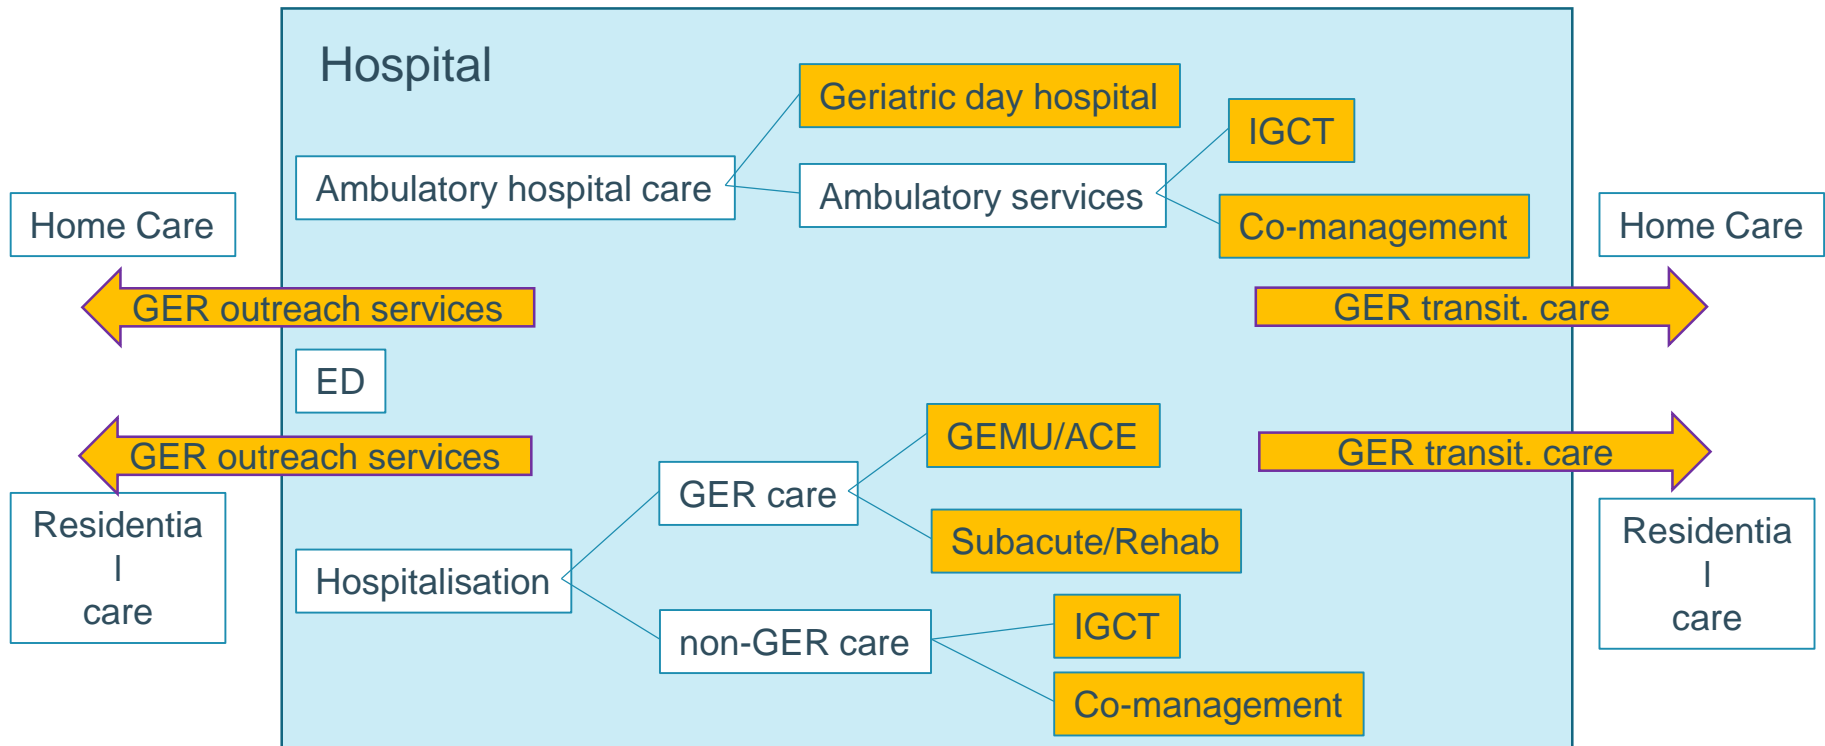 Hospital
Geriatric day hospital
IGCT
Ambulatory hospital care
Ambulatory services
Home Care
Co-management
Home Care
GER outreach services
GER transit. care
ED
GEMU/ACE
GER outreach services
GER transit. care
GER care
Residentia
l
care
Subacute/Rehab
Residentia
l
care
Hospitalisation
IGCT
non-GER care
Co-management